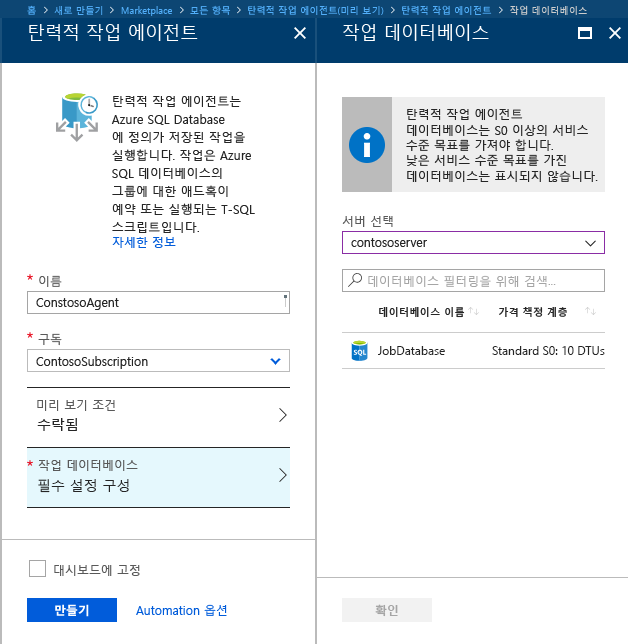 홈 > 새로 만들기 > Marketplace > 모든 항목 > 탄력적 작업 에이전트(미리 보기) > 탄력적 작업 에이전트 > 작업 데이터베이스
탄력적 작업 에이전트
탄력적 작업 에이전트는
Azure SQL Database
에 정의가 저장된 작업을
실행합니다. 작업은 Azure
SQL 데이터베이스의
그룹에 대한 애드혹이
예약 또는 실행되는 T-SQL
스크립트입니다.
자세한 정보
* 이름
ConstosoAgent
* 구독
ContosoSubscription
미리 보기 조건
수락됨
* 작업 데이터베이스
필수 설정 구성
대시보드에 고정
만들기
Automation 옵션
작업 데이터베이스
탄력적 작업 에이전트
데이터베이스는 S0 이상의 서비스
수준 목표를 가져야 합니다.
낮은 서비스 수준 목표를 가진
데이터베이스는 표시되지 않습니다.
서버 선택
contososerver
데이터베이스 필터링을 위해 검색...
데이터베이스 이름 가격 책정 계층
SQL JobDatabase Standard S0: 10 DTUs
확인